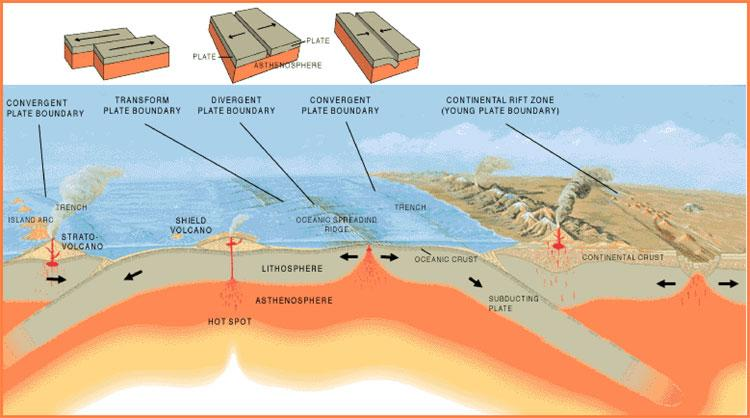 PLATE
PLATE
ASTHENOSPHERE
CONVERGENT
PLATE BOUNDARY
TRANSFORM
PLATE BOUNDARY
DIVERGENT
PLATE BOUNDARY
CONVERGENT
PLATE BOUNDARY
CONTINENTAL RIFT ZONE
(YOUNG PLATE BOUNDARY)
TRENCH
ISLAND ARC
STRATO-
VOLCANO
SHIELD
VOLCANO
OCEANIC SPREADING
RIDGE
TRENCH
OCEANIC CRUST
CONTINENTAL CRUST
LITHOSPHERE
ASTHENOSPHERE
SUBDUCTING
PLATE
HOT SPOT